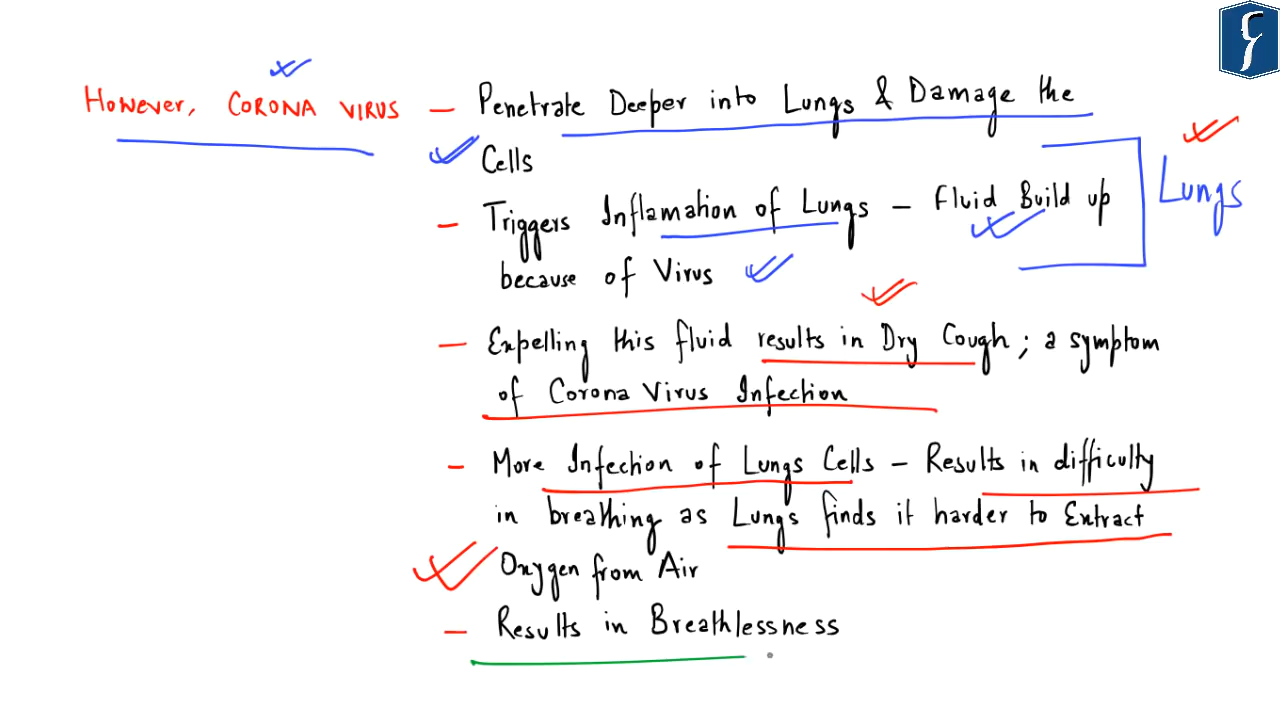 However, CORONA VIRUS – Penetrate Deeper into Lungs & Damage the
Cells
Lungs
– Triggers Inflamation of Lungs – Fluid Build up
because of Virus
– Expelling this fluid results in Dry Cough; a symptom
of Corona Virus Infection
– More Infection of Lungs Cells – Results in difficulty
in breathing as Lungs finds it harder to Extract
Oxygen from Air
– Results in Breathlessness